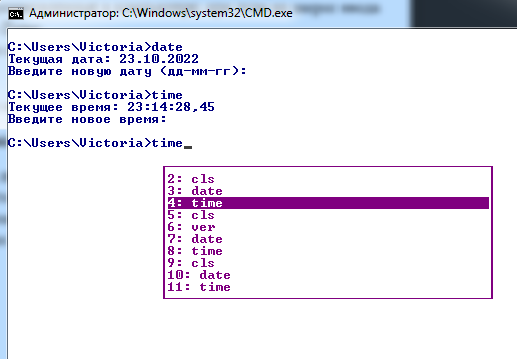 Администратор: C:\Windows\system32\CMD.exe
C:\Users\Victoria>date
Текущая дата: 23.10.2022
Введите новую дату (дд-мм-гг):
C:\Users\Victoria>time
Текущее время: 23:14:28,45
Введите новое время:
C:\Users\Victoria>time_
2: cls
3: date
4: time
5: cls
6: ver
7: date
8: time
9: cls
10: date
11: time